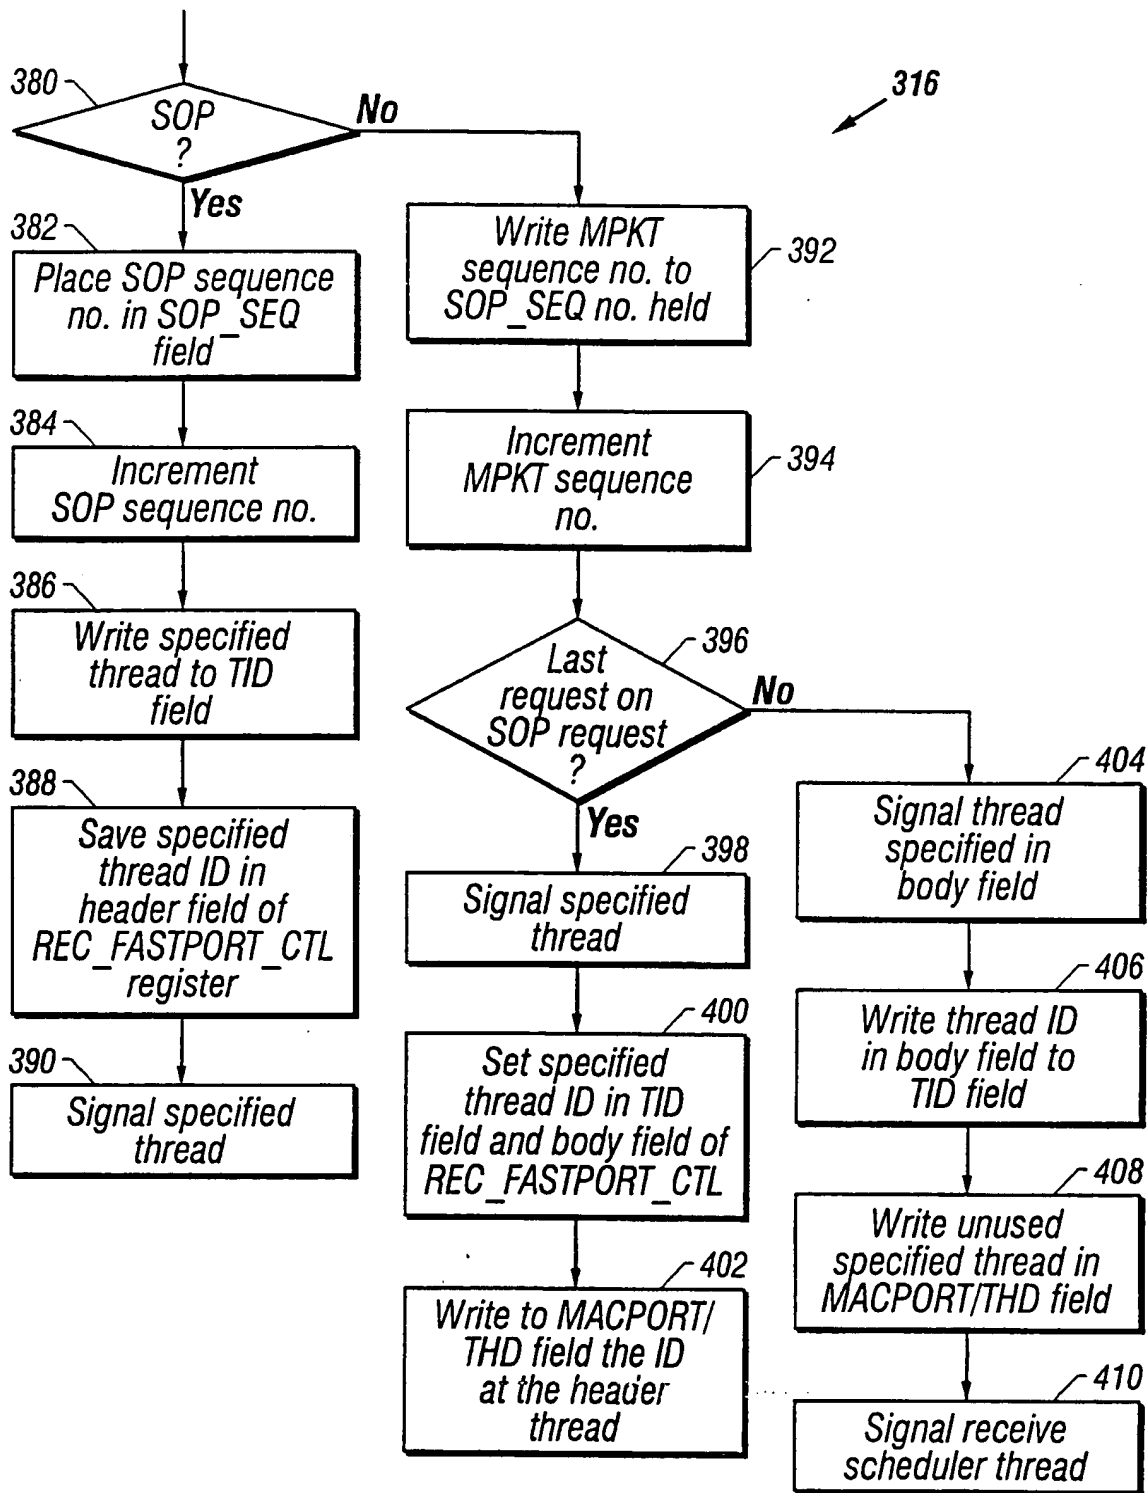 380
SOP
?
No
Yes
316
382
Place SOP sequence
no. in SOP_SEQ
field
384
Increment
SOP sequence no.
386
Write specified
thread to TID
field
388
Save specified
thread ID in
header field of
REC_FASTPORT_CTL
register
390
Signal specified
thread
Write MPKT
sequence no. to
SOP_SEQ no. held
392
Increment
MPKT sequence
no.
394
Last
request on
SOP request
?
396
No
Yes
398
Signal specified
thread
400
Set specified
thread ID in TID
field and body field of
REC_FASTPORT_CTL
402
Write to MACPORT/
THD field the ID
at the header
thread
404
Signal thread
specified in
body field
406
Write thread ID
in body field to
TID field
408
Write unused
specified thread in
MACPORT/THD field
410
Signal receive
scheduler thread